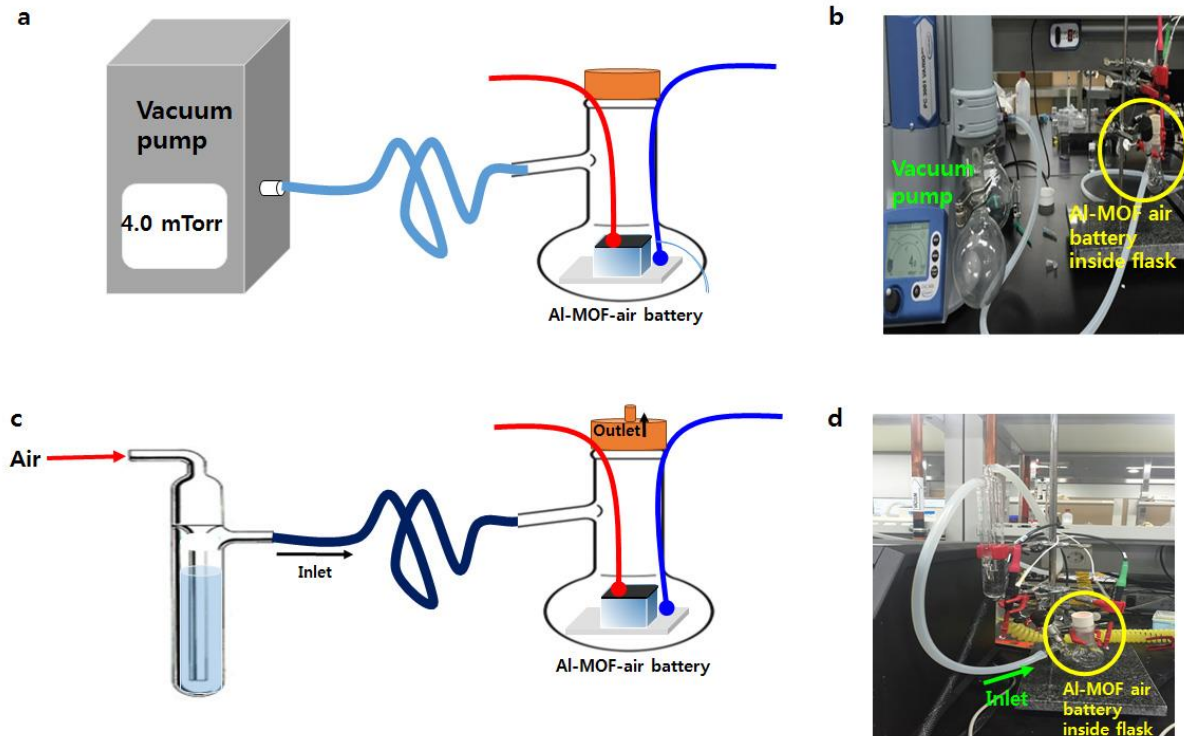 a
Vacuum
pump
4.0 mTorr
Al-MOF-air battery
b
Vacuum
pump
Al-MOF air
battery
inside flask
c
Air
Inlet
Outlet
Al-MOF-air battery
d
Inlet
Al-MOF air
battery
inside flask